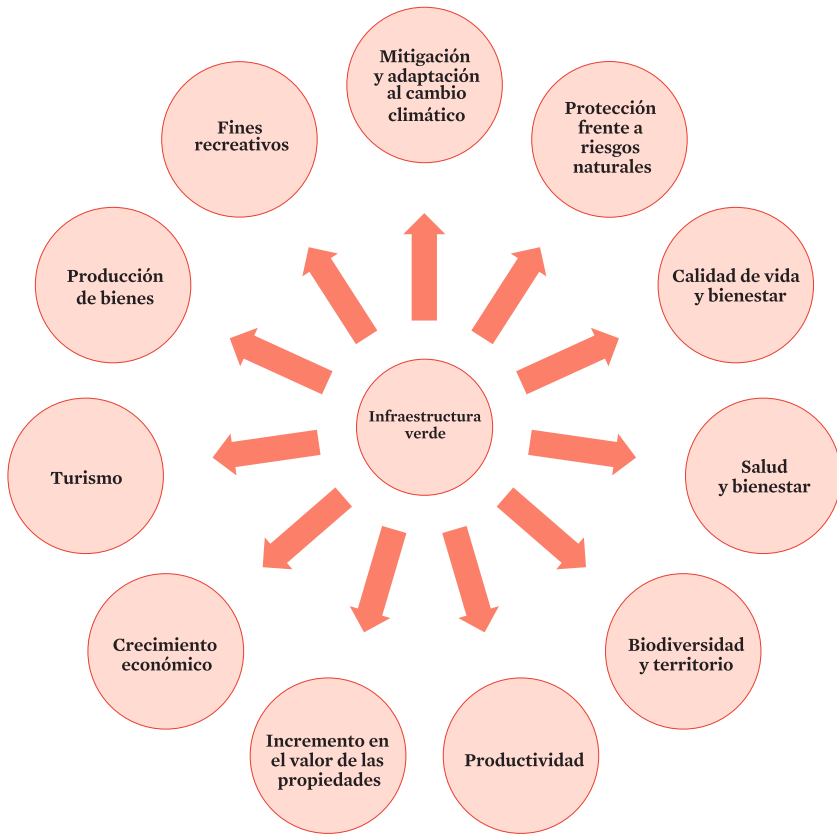 Mitigación
y adaptación
al cambio
climático
Protección
frente a
riesgos
naturales
Calidad de vida
y bienestar
Salud
y bienestar
Biodiversidad
y territorio
Productividad
Incremento en
el valor de las
propiedades
Crecimiento
económico
Turismo
Producción
de bienes
Fines
recreativos
Infraestructura
verde